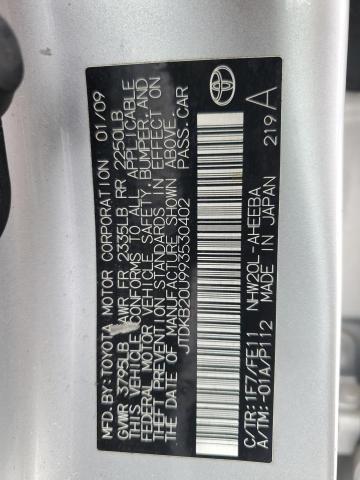 MFD.BY:TOYOTA MOTOR CORPORATION 01/09
GVWR 3795LB GAWR FR 2335LB RR 2250LB
THIS VEHICLE CONFORMS TO ALL APPLICABLE
FEDERAL MOTOR VEHICLE SAFETY, BUMPER, AND
THEFT PREVENTION STANDARDS IN EFFECT ON
THE DATE OF MANUFACTURE SHOWN ABOVE.
JTDKB20U993530402 PASS.CAR
C/TR:1F7/FE11 NHW20L-AHEEBA
A/TM:-01A/P112 MADE IN JAPAN 219 A